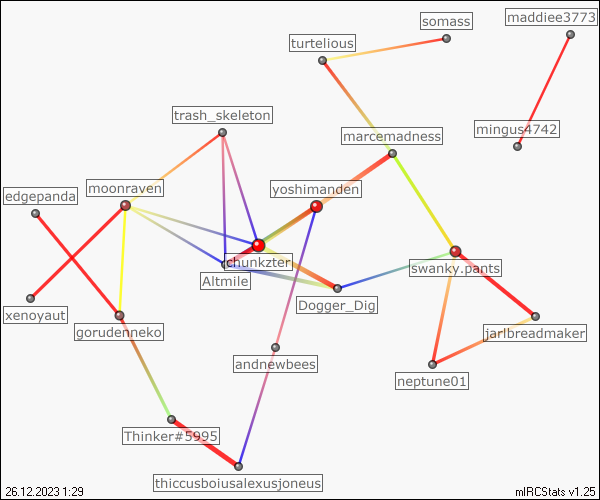 maddiee3773
somass
turtelious
trash_skeleton
mingus4742
marcemadness
moonraven
yoshimanden
edgepanda
chunkzter
swanky.pants
Altmile
Dogger_Dig
xenoyaut
gorudenneko
jarlbreadmaker
andnewbees
neptune01
Thinker#5995
thiccusboiusalexusjoneus
26.12.2023 1:29
mIRCStats v1.25